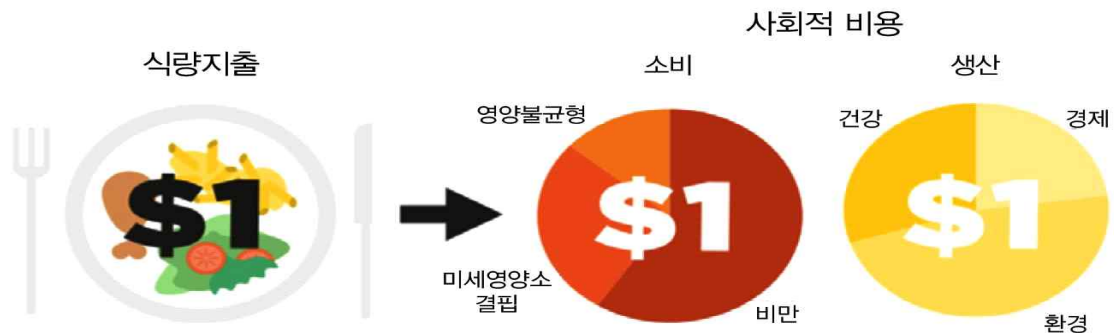 사회적 비용
식량지출
소비
생산
영양불균형
건강
경제
$1
$1
$1
미세영양소
결핍
비만
환경